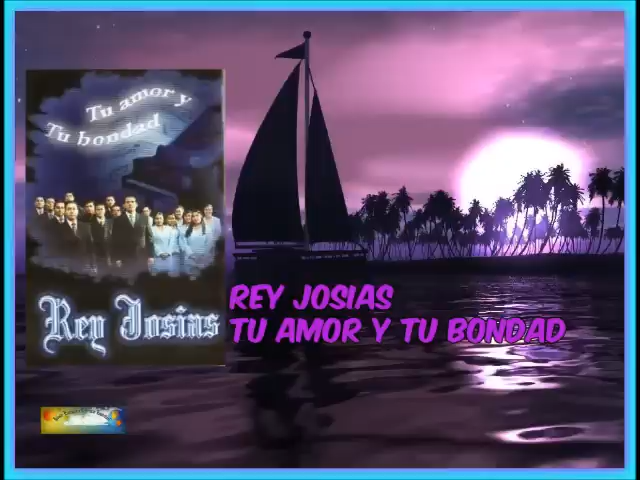 Tu amor y
Tu bondad
Rey Josias
REY JOSIAS
TU AMOR Y TU BONDAD